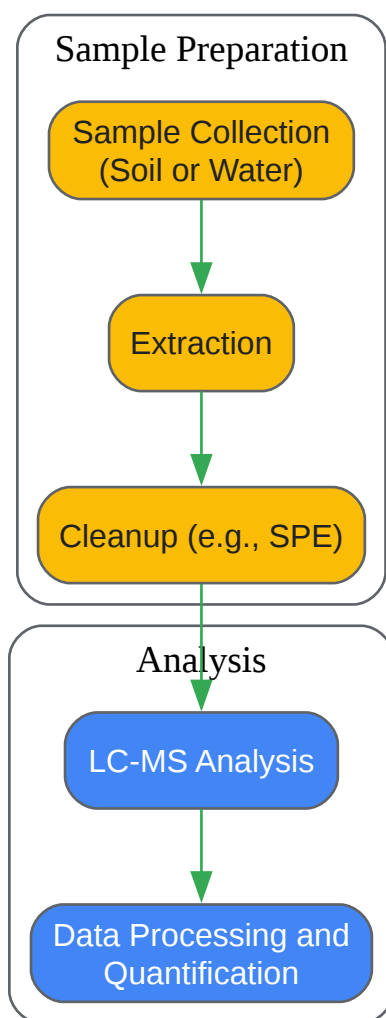 Sample Preparation
Sample Collection
(Soil or Water)
Extraction
Cleanup (e.g., SPE)
Analysis
LC-MS Analysis
Data Processing and
Quantification